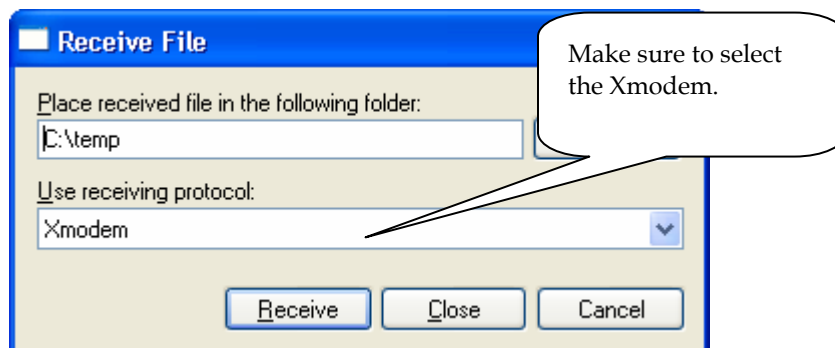 Receive File
Make sure to select
the Xmodem.
Place received file in the following folder:
C:\temp
Use receiving protocol:
Xmodem
Receive
Close
Cancel